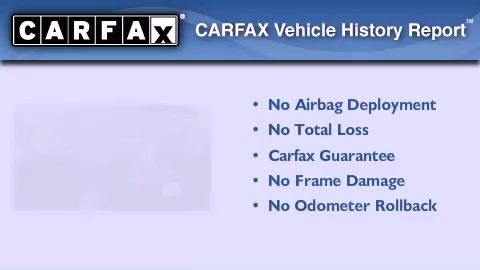 CARFAX® CARFAX Vehicle History Report™
• No Airbag Deployment
• No Total Loss
• Carfax Guarantee
• No Frame Damage
• No Odometer Rollback